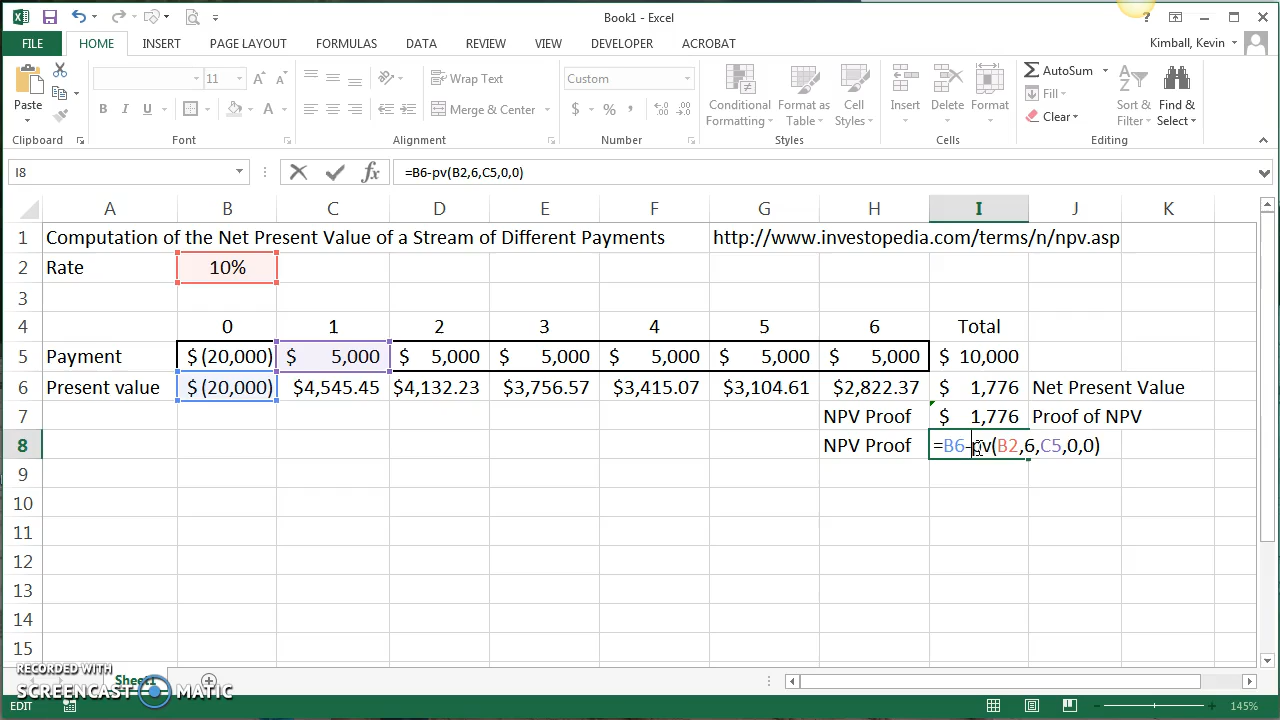 Book1 - Excel
?
FILE HOME INSERT PAGE LAYOUT FORMULAS DATA REVIEW VIEW DEVELOPER ACROBAT Kimball, Kevin
Paste
11
B I U A
Wrap Text
Merge & Center
Custom
$ % ,
Conditional Formatting
Format as Table
Cell Styles
Insert
Delete
Format
AutoSum
Fill
Clear
Sort & Filter
Find & Select
Clipboard Font Alignment Number Styles Cells Editing
I8 fx =B6-pv(B2,6,C5,0,0)
A B C D E F G H I J K
1 Computation of the Net Present Value of a Stream of Different Payments http://www.investopedia.com/terms/n/npv.asp
2 Rate 10%
3
4 0 1 2 3 4 5 6 Total
5 Payment $ (20,000) $ 5,000 $ 5,000 $ 5,000 $ 5,000 $ 5,000 $ 5,000 $ 10,000
6 Present value $ (20,000) $4,545.45 $4,132.23 $3,756.57 $3,415.07 $3,104.61 $2,822.37 $ 1,776 Net Present Value
7 NPV Proof $ 1,776 Proof of NPV
8 NPV Proof =B6-pv(B2,6,C5,0,0)
9
10
11
12
13
14
15
Sheet1
RECORDED WITH
SCREENCAST MATIC
EDIT 145%